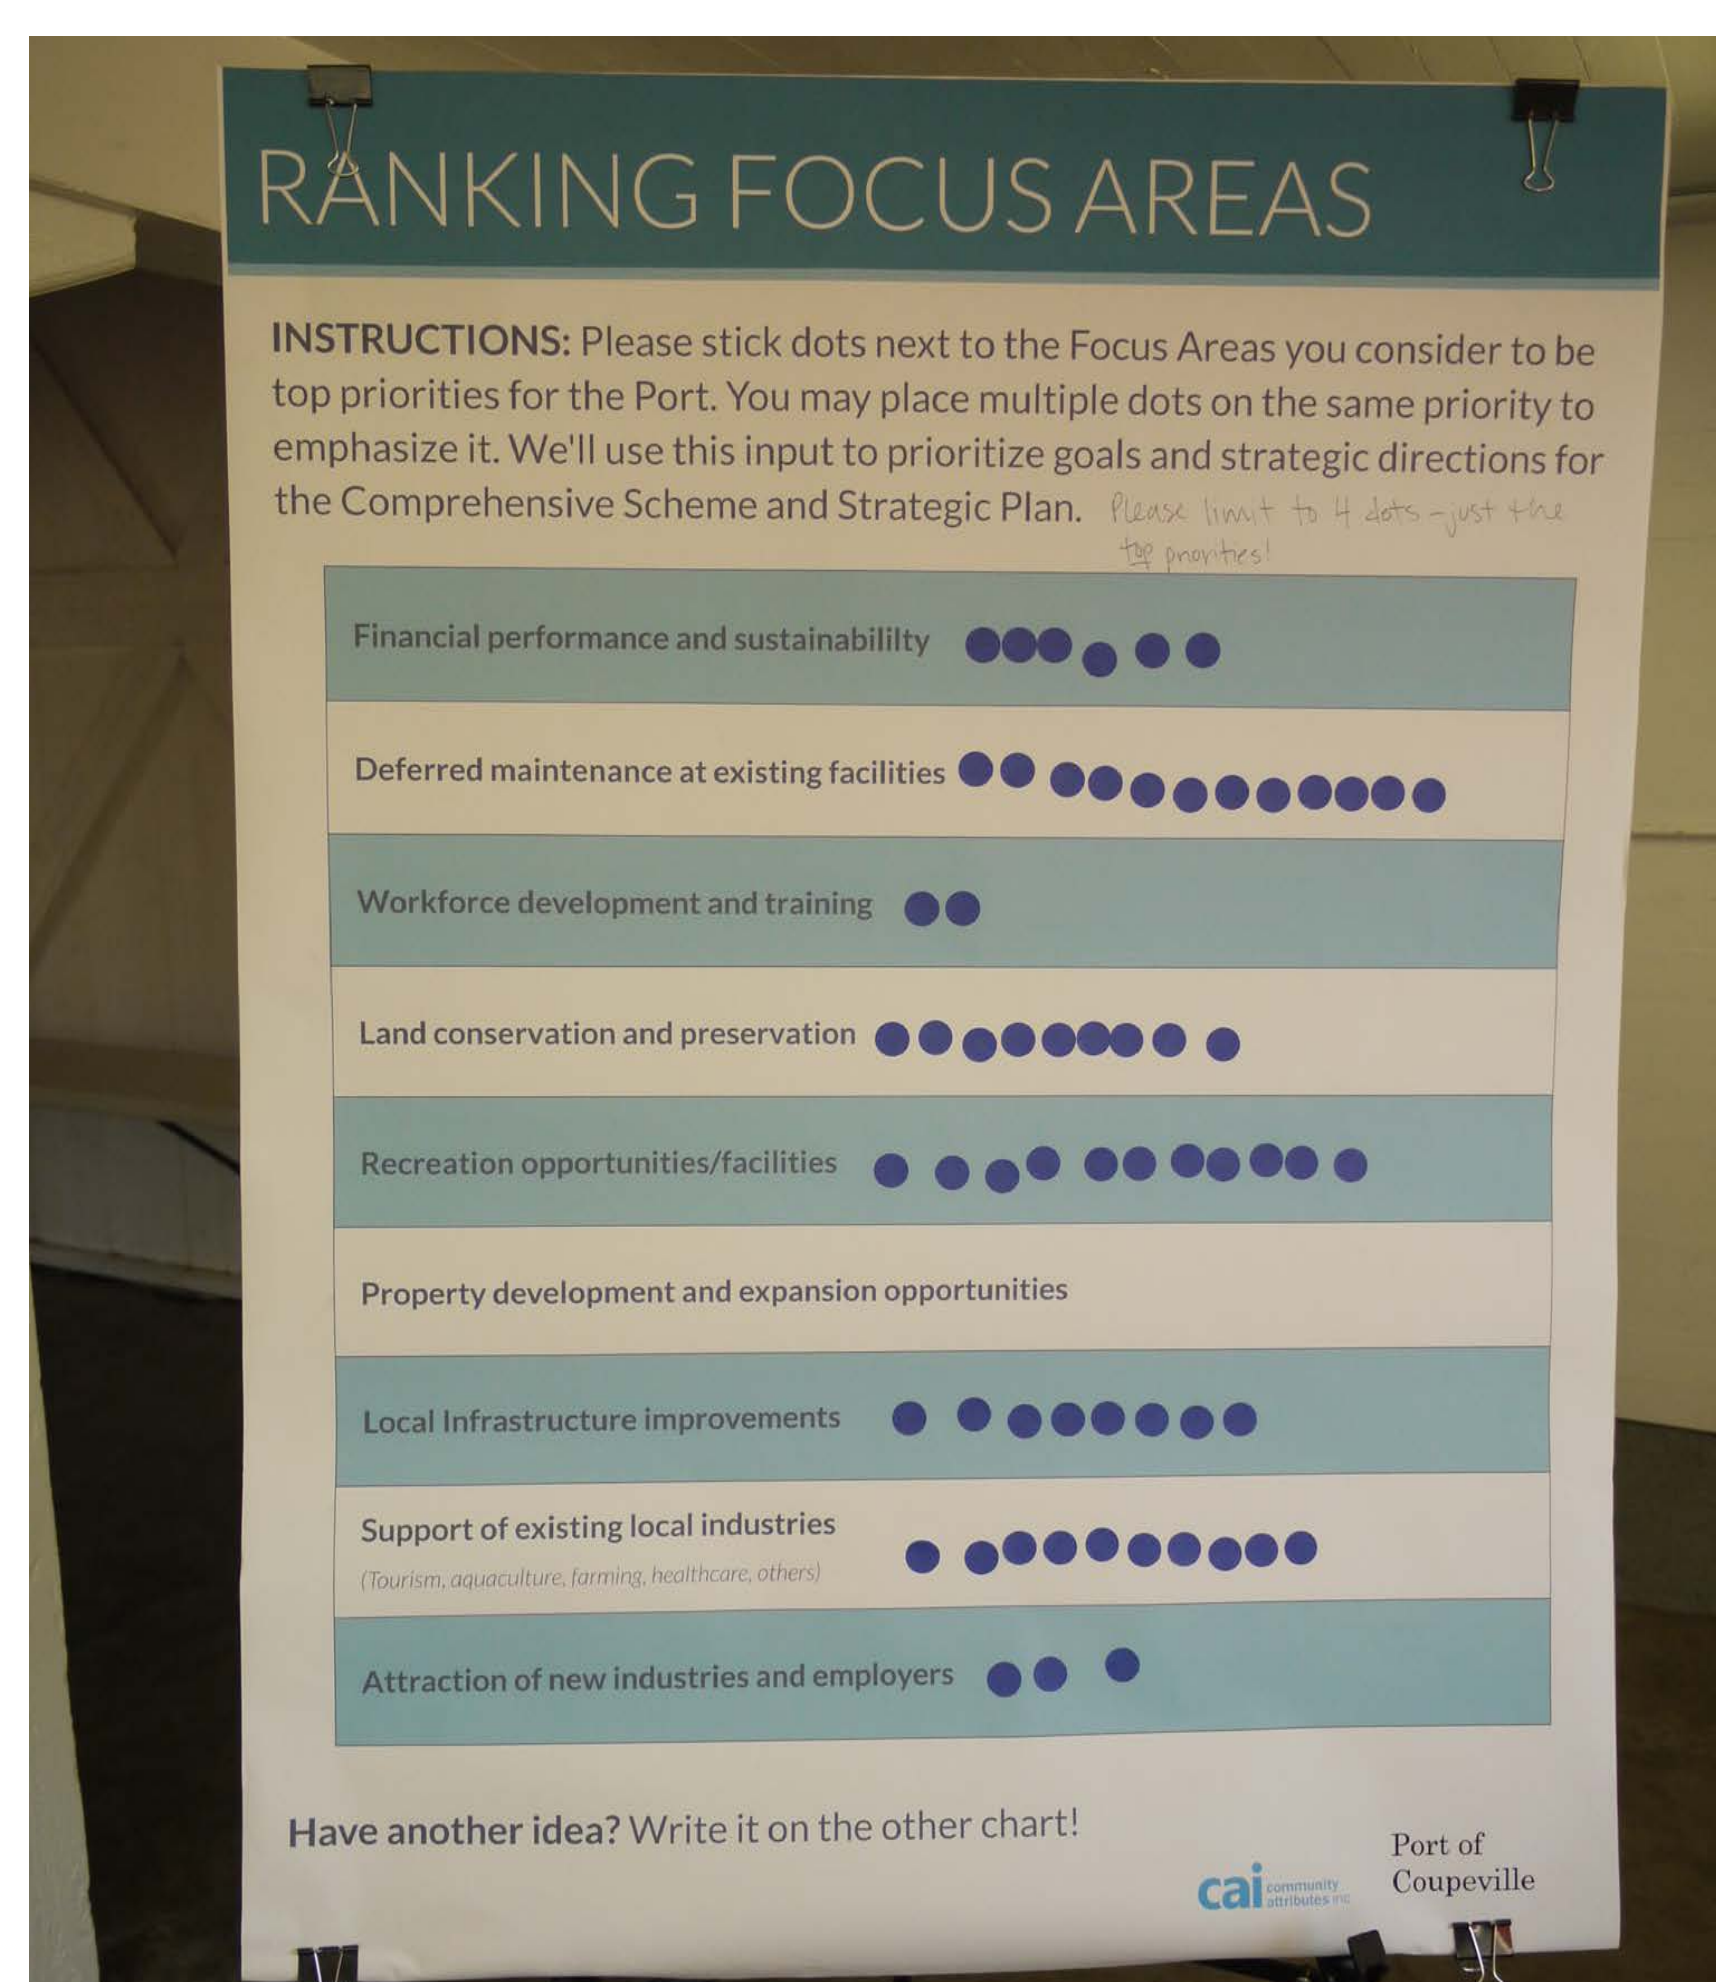 RANKING FOCUS AREAS
INSTRUCTIONS: Please stick dots next to the Focus Areas you consider to be
top priorities for the Port. You may place multiple dots on the same priority to
emphasize it. We'll use this input to prioritize goals and strategic directions for
the Comprehensive Scheme and Strategic Plan. Please limit to 4 dots - just the
top priorities!
Financial performance and sustainabililty
Deferred maintenance at existing facilities
Workforce development and training
Land conservation and preservation
Recreation opportunities/facilities
Property development and expansion opportunities
Local Infrastructure improvements
Support of existing local industries
(Tourism, aquaculture, farming, healthcare, others)
Attraction of new industries and employers
Have another idea? Write it on the other chart!
cai community
attributes inc
Port of
Coupeville